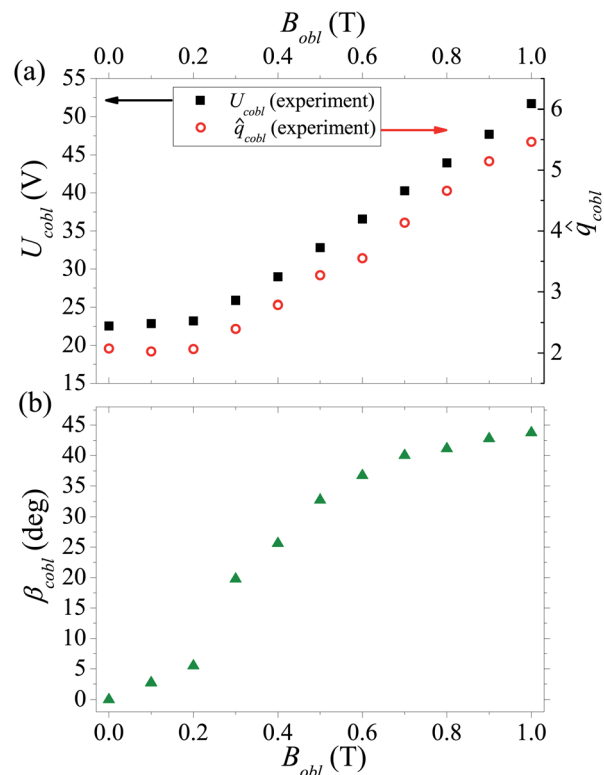 B_obl (T)
0.0 0.2 0.4 0.6 0.8 1.0
(a)
55
50
45
40
35
30
25
20
15
U_cobl (V)
U_cobl (experiment)
q̂_cobl (experiment)
6
5
4
3
2
q̂_cobl
(b)
45
40
35
30
25
20
15
10
5
0
β_cobl (deg)
0.0 0.2 0.4 0.6 0.8 1.0
B_obl (T)